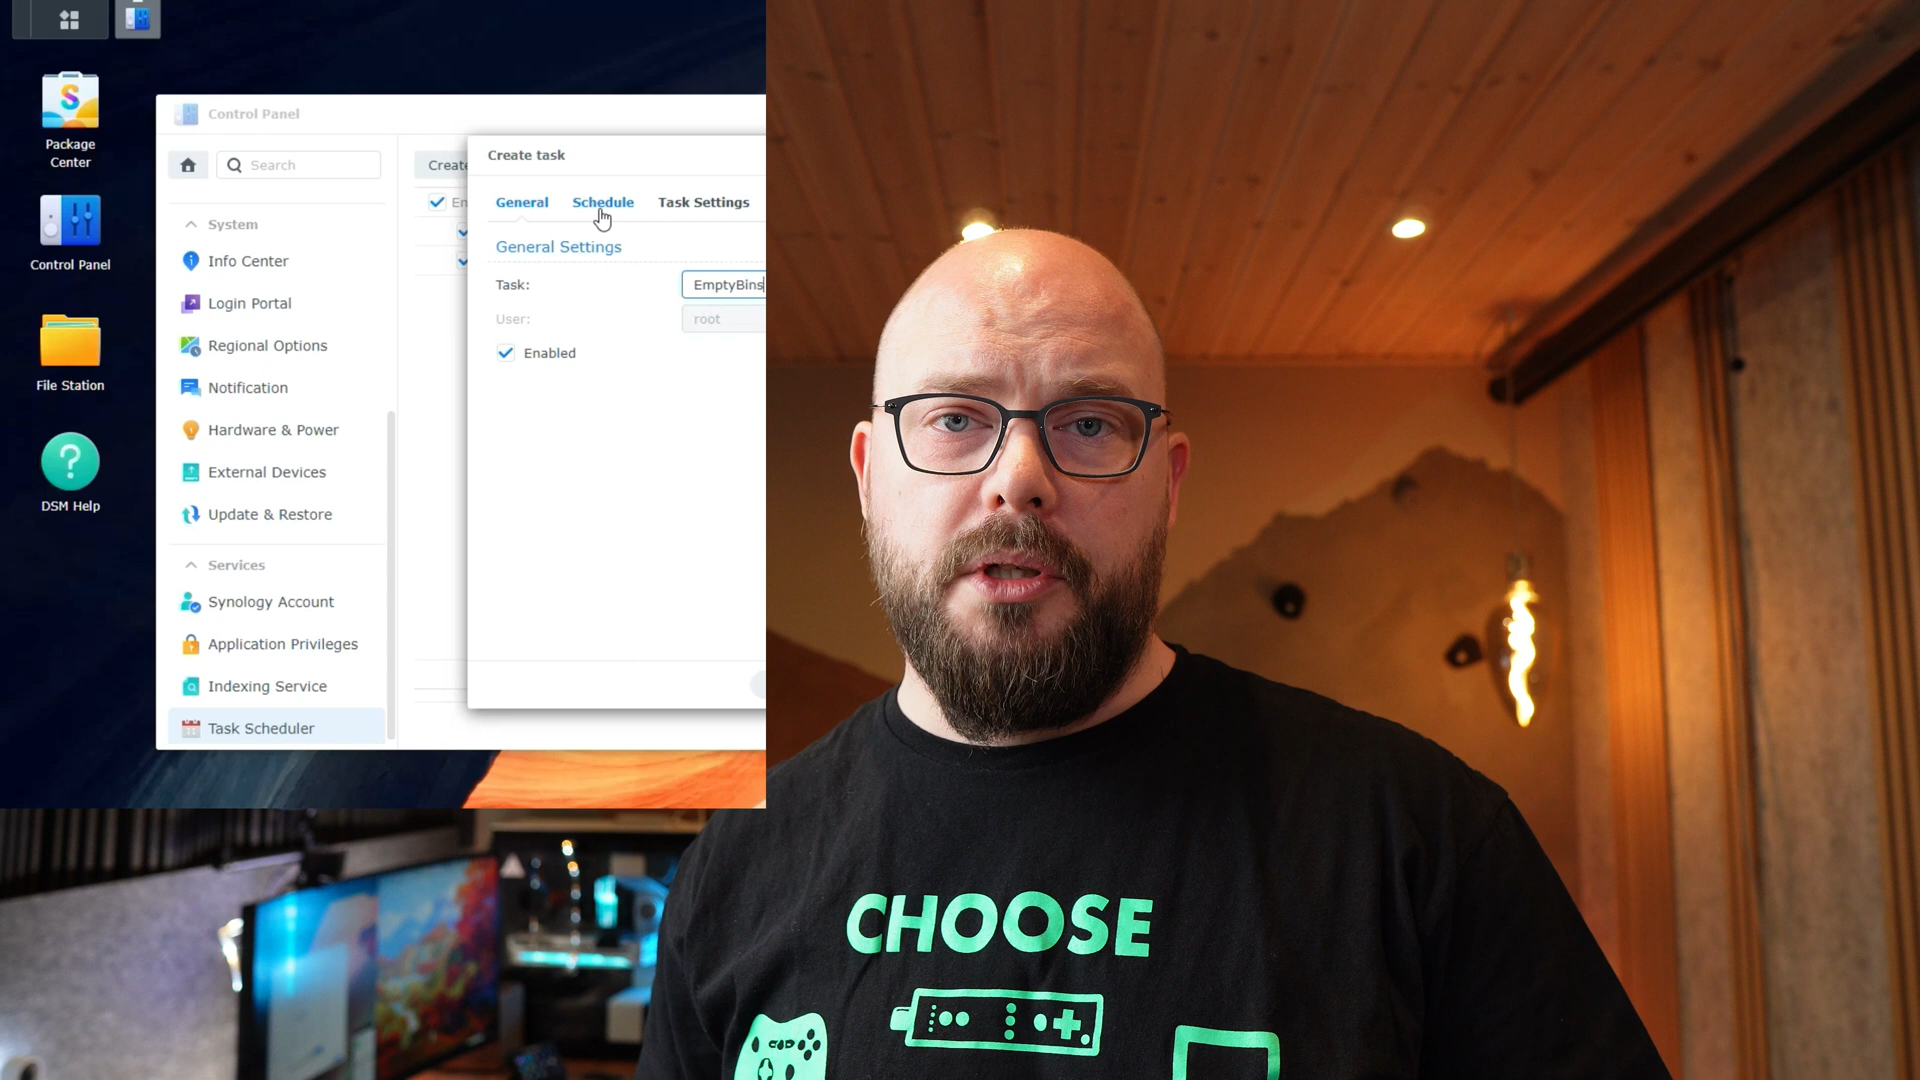 Package
Center
Control Panel
File Station
DSM Help
Control Panel
Search
System
Info Center
Login Portal
Regional Options
Notification
Hardware & Power
External Devices
Update & Restore
Services
Synology Account
Application Privileges
Indexing Service
Task Scheduler
Create
En
Create task
General Schedule Task Settings
General Settings
Task: EmptyBins
User: root
Enabled
CHOOSE